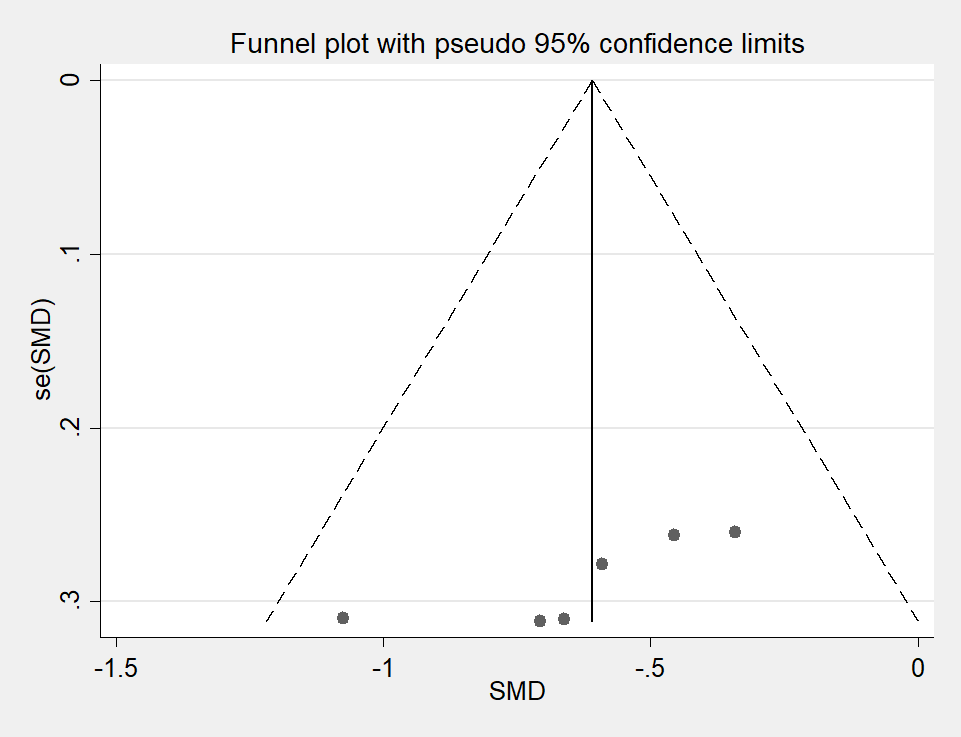 Funnel plot with pseudo 95% confidence limits
0
.1
.2
.3
se(SMD)
-1.5
-1
-.5
0
SMD